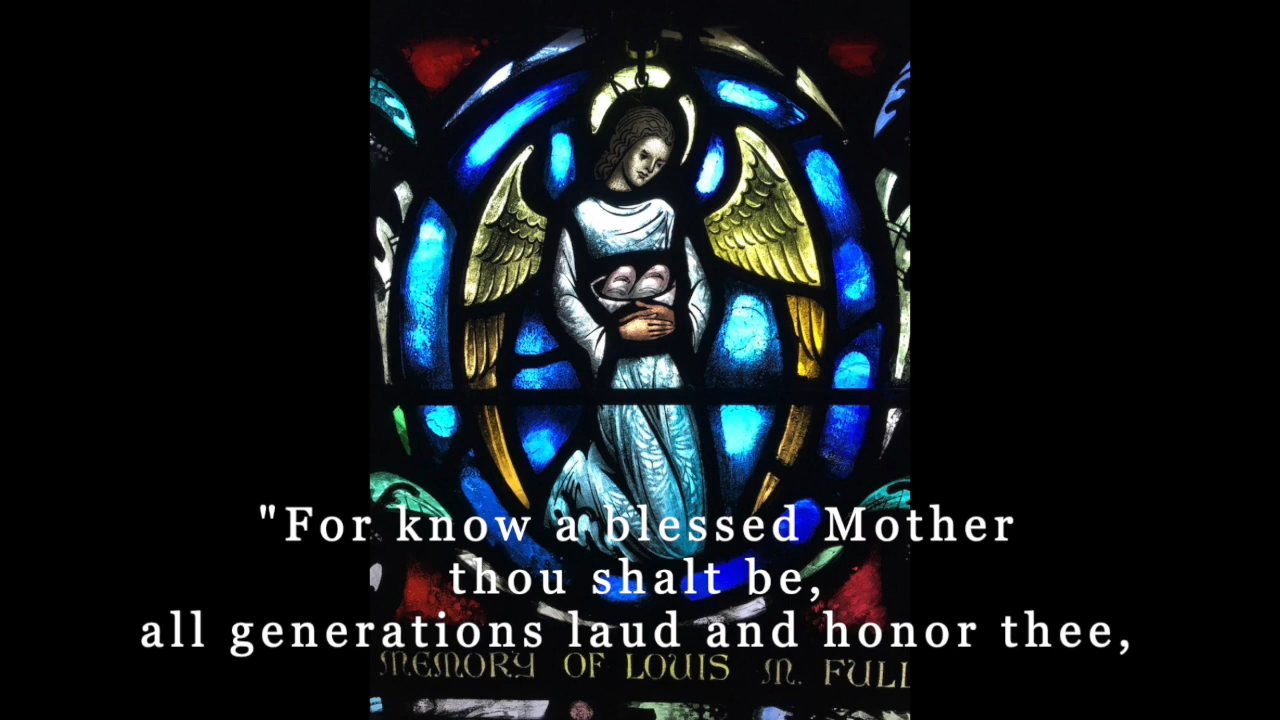 "For know a blessed Mother
thou shalt be,
all generations laud and honor thee,
MEMORY OF LOUIS M. FULL